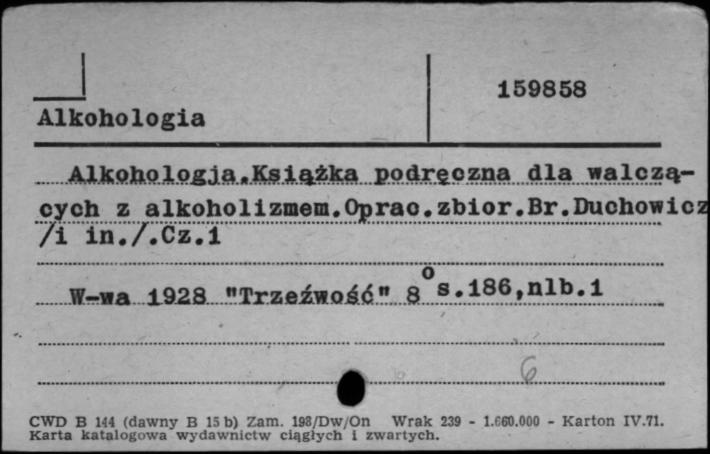 159858
Alkohologia
Alkohologja.Książka podręczna dla walczą-
cych z alkoholizmem.Oprac.zbior.Br.Duchowicz
/i in./.Cz.1
W-wa 1928 "Trzeźwość" 8° s.186,nlb.1
6
CWD B 144 (dawny B 15 b) Zam. 198/Dw/On Wrak 239 - 1.660.000 - Karton IV.71.
Karta katalogowa wydawnictw ciągłych i zwartych.